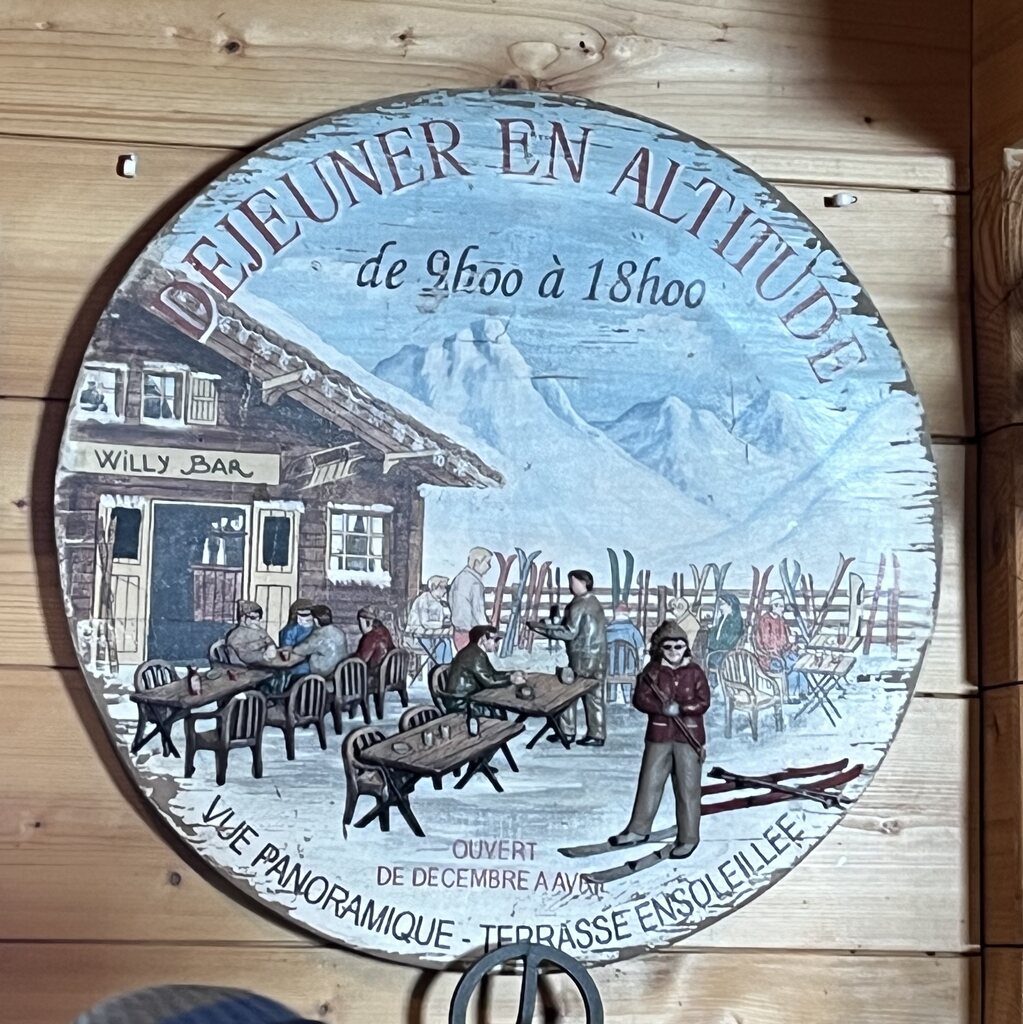 DEJEUNER EN ALTITUDE
de 9h00 à 18h00
WILLY BAR
OUVERT
DE DECEMBRE A AVRIL
VUE PANORAMIQUE - TERRASSE ENSOLEILLEE